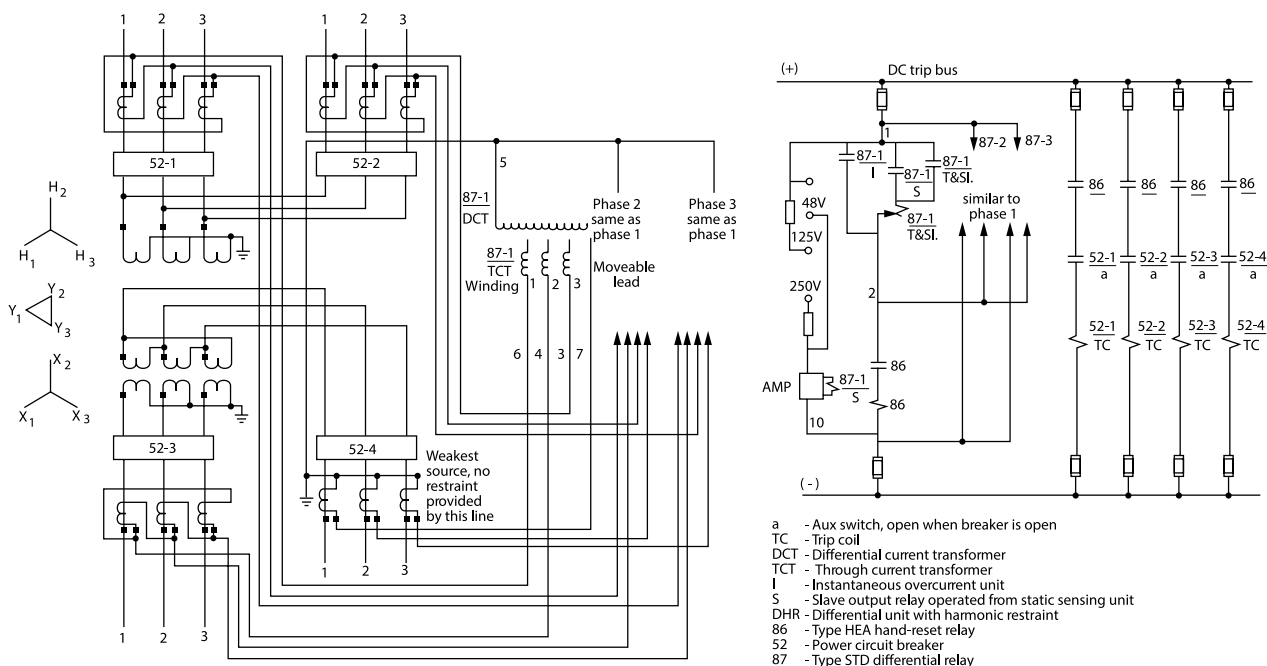 1 2 3
1 2 3
52-1
52-2
H2
H1 H3
Y2
Y1
Y3
X2
X1 X3
5
87-1
DCT
87-1
TCT
Winding
1 2 3
Moveable
lead
Phase 2
same as
phase 1
Phase 3
same as
phase 1
6 4 3 7
52-3
52-4
Weakest
source, no
restraint
provided
by this line
1 2 3
1 2 3
(+)
DC trip bus
1
87-2
87-3
87-1
I
87-1
S
87-1
T&SI.
87-1
T&SI.
48V
125V
250V
similar to
phase 1
2
86
86
AMP
87-1
S
10
86 86 86 86
52-1
a
52-2
a
52-3
a
52-4
a
52-1
TC
52-2
TC
52-3
TC
52-4
TC
(-)
a - Aux switch, open when breaker is open
TC - Trip coil
DCT - Differential current transformer
TCT - Through current transformer
I - Instantaneous overcurrent unit
S - Slave output relay operated from static sensing unit
DHR - Differential unit with harmonic restraint
86 - Type HEA hand-reset relay
52 - Power circuit breaker
87 - Type STD differential relay